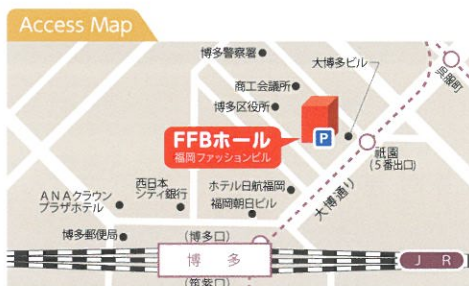 Access Map
博多警察署
大博多ビル
呉服町
商工会議所
博多区役所
FFBホール
福岡ファッションビル
P
祇園
(5番出口)
西日本
シティ銀行
ホテル日航福岡
大博通り
ANAクラウン
プラザホテル
福岡朝日ビル
博多郵便局
(博多口)
博多
JR
(筑紫口)